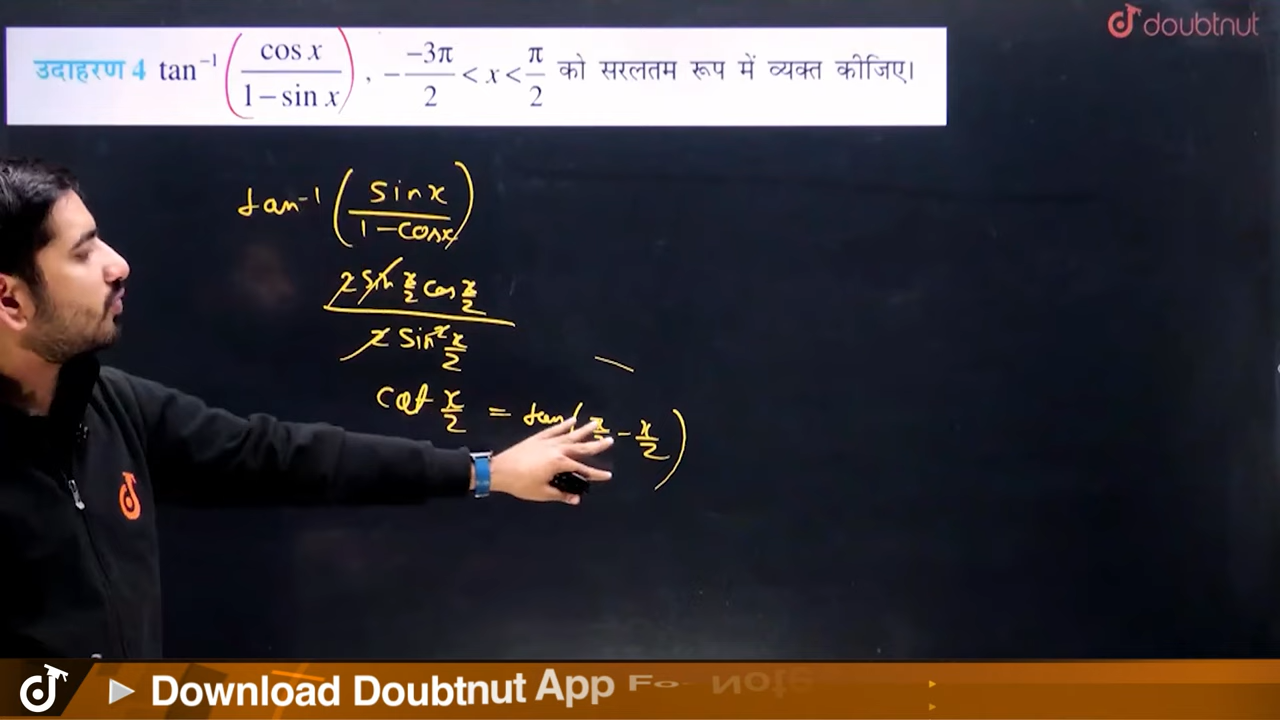 doubtnut
उदाहरण 4 tan⁻¹ (cos x / 1 – sin x), – –3π / 2 < x < π / 2 को सरलतम रूप में व्यक्त कीजिए।
tan⁻¹ (sin x / 1 – cos x)
2 sin x/2 cos x/2
2 sin² x/2
cot x/2 = tan( – x/2)
Download Doubtnut App